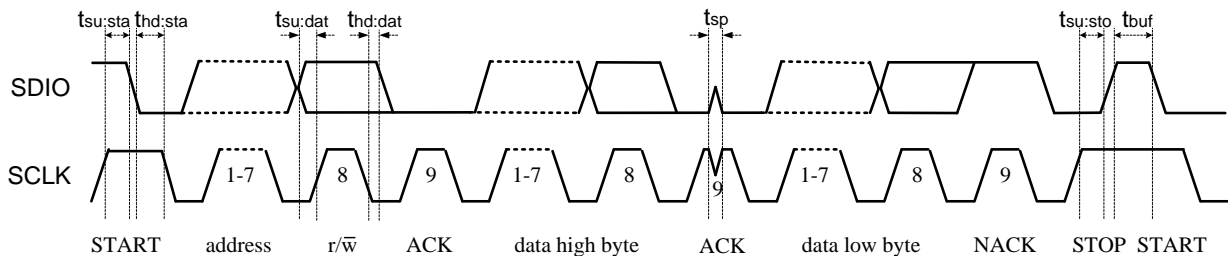 tsu:sta thd:sta tsu:dat thd:dat tsp tsu:sto tbuf
SDIO
SCLK 1-7 8 9 1-7 8 9 1-7 8 9
START address r/w̅ ACK data high byte ACK data low byte NACK STOP START